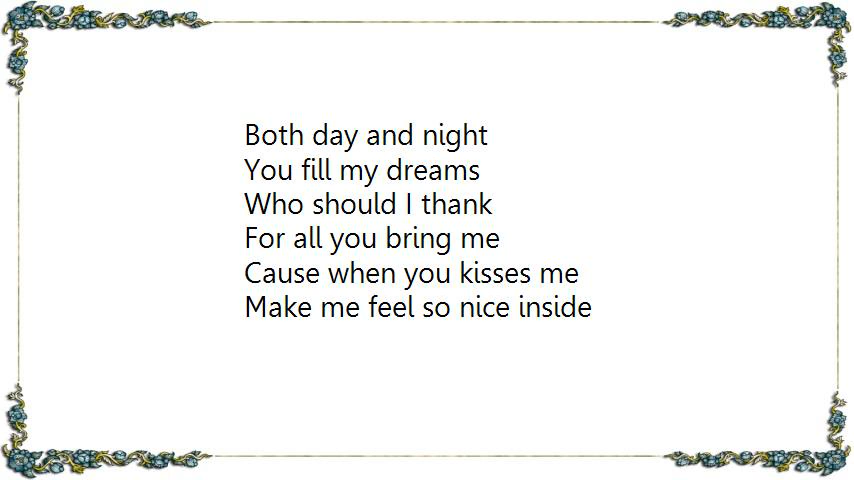 Both day and night
You fill my dreams
Who should I thank
For all you bring me
Cause when you kisses me
Make me feel so nice inside